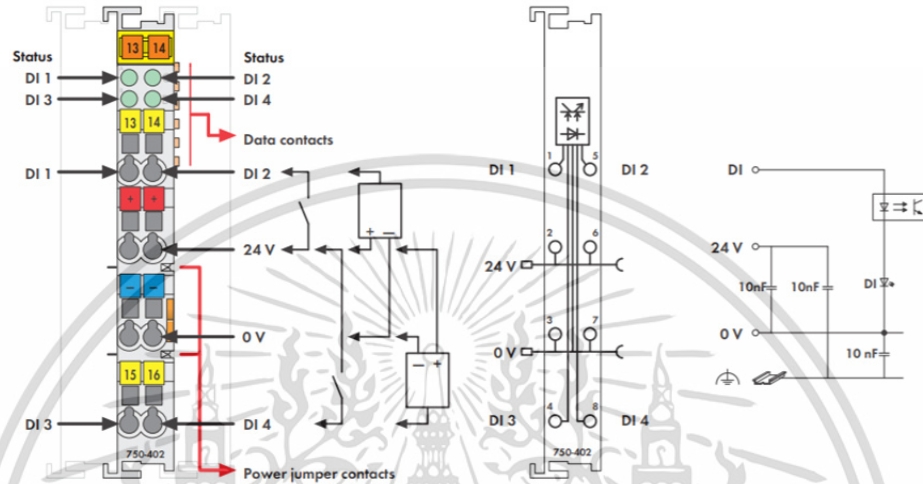 13 14
Status Status
DI 1 DI 2
DI 3 DI 4
13 14
Data contacts
DI 1 DI 2
+ +
+ −
24 V
− −
0 V
− +
15 16
DI 3 DI 4
750-402
Power jumper contacts
1 5
DI 1 DI 2
2 6
24 V
3 7
0 V
4 8
DI 3 DI 4
750-402
DI
24 V
10nF 10nF DI
0 V
10 nF